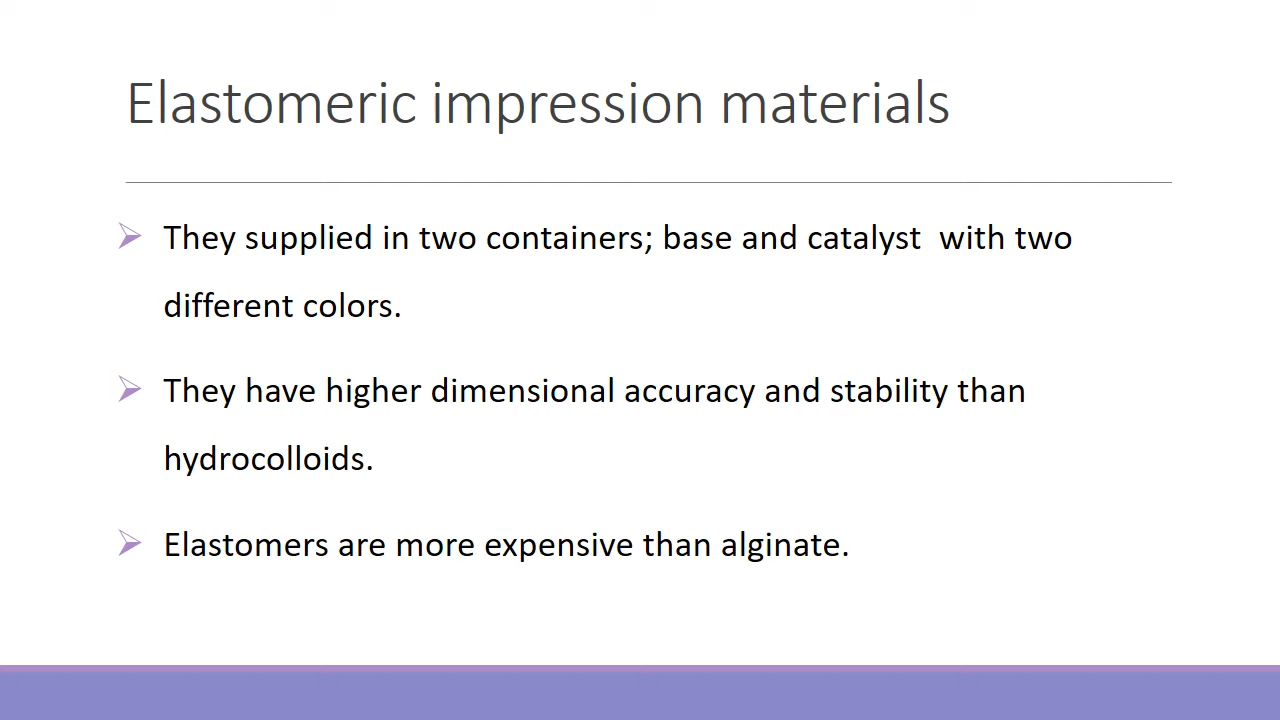 Elastomeric impression materials
They supplied in two containers; base and catalyst  with two
different colors.
They have higher dimensional accuracy and stability than
hydrocolloids.
Elastomers are more expensive than alginate.